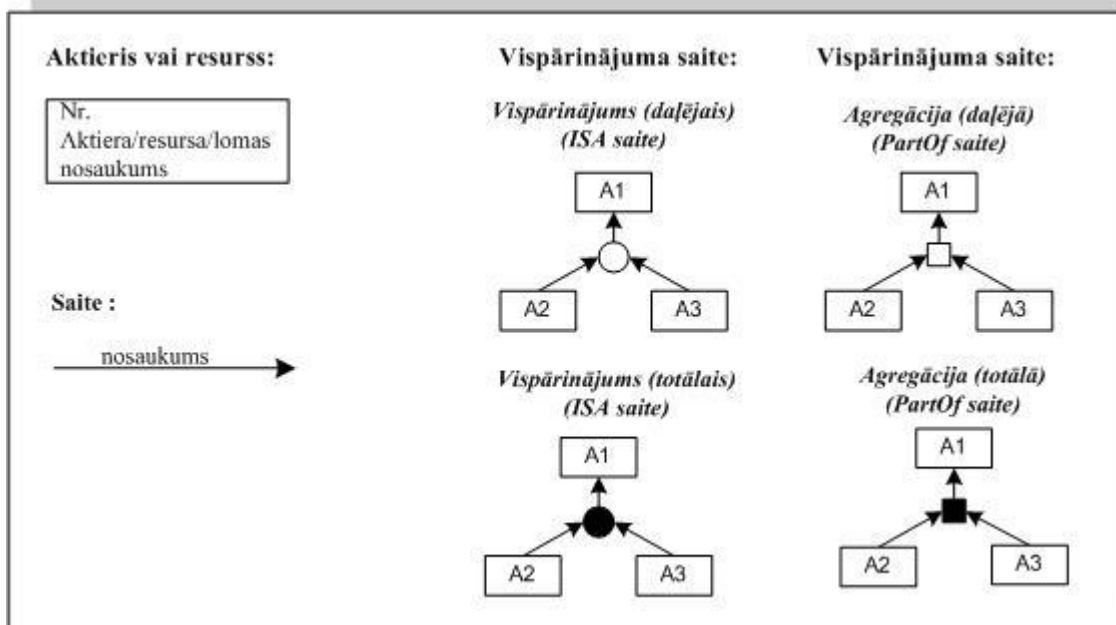 Aktieris vai resurss:
Nr.
Aktiera/resursa/lomas
nosaukums
Saite :
nosaukums
Vispārinājuma saite:
Vispārinājums (daļējais)
(ISA saite)
A1
A2
A3
Vispārinājums (totālais)
(ISA saite)
A1
A2
A3
Vispārinājuma saite:
Agregācija (daļējā)
(PartOf saite)
A1
A2
A3
Agregācija (totālā)
(PartOf saite)
A1
A2
A3